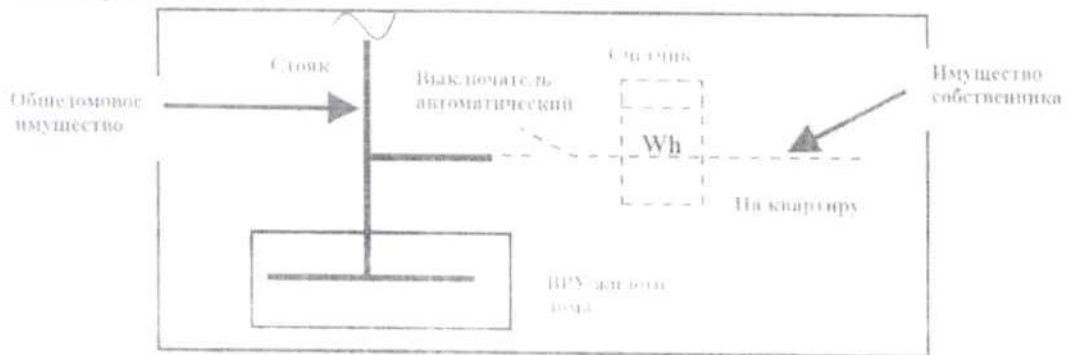 Стояк
Счетчик
Выключатель
автоматический
Имущество
собственника
Общедомовое
имущество
Wh
На квартиру
ВРУ жилого
дома